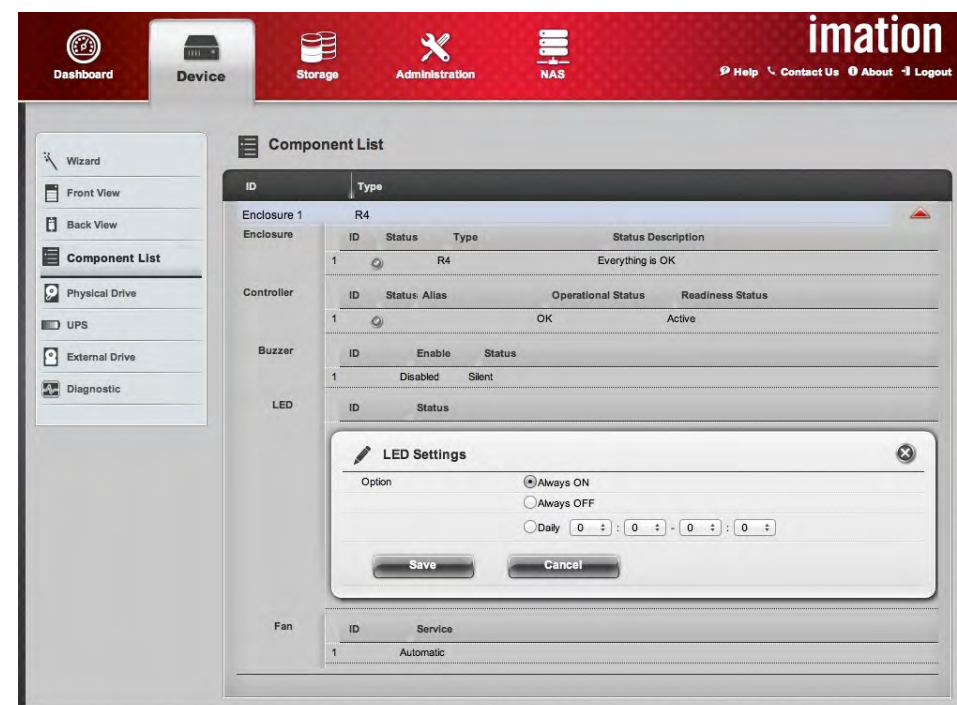 imation
Dashboard Device Storage Administration NAS
Help Contact Us About Logout
Wizard
Front View
Back View
Component List
Physical Drive
UPS
External Drive
Diagnostic
Component List
ID Type
Enclosure 1 R4
Enclosure ID Status Type Status Description
1 R4 Everything is OK
Controller ID Status Alias Operational Status Readiness Status
1 OK Active
Buzzer ID Enable Status
1 Disabled Silent
LED ID Status
LED Settings
Option Always ON
Always OFF
Daily 0 : 0 - 0 : 0
Save Cancel
Fan ID Service
1 Automatic